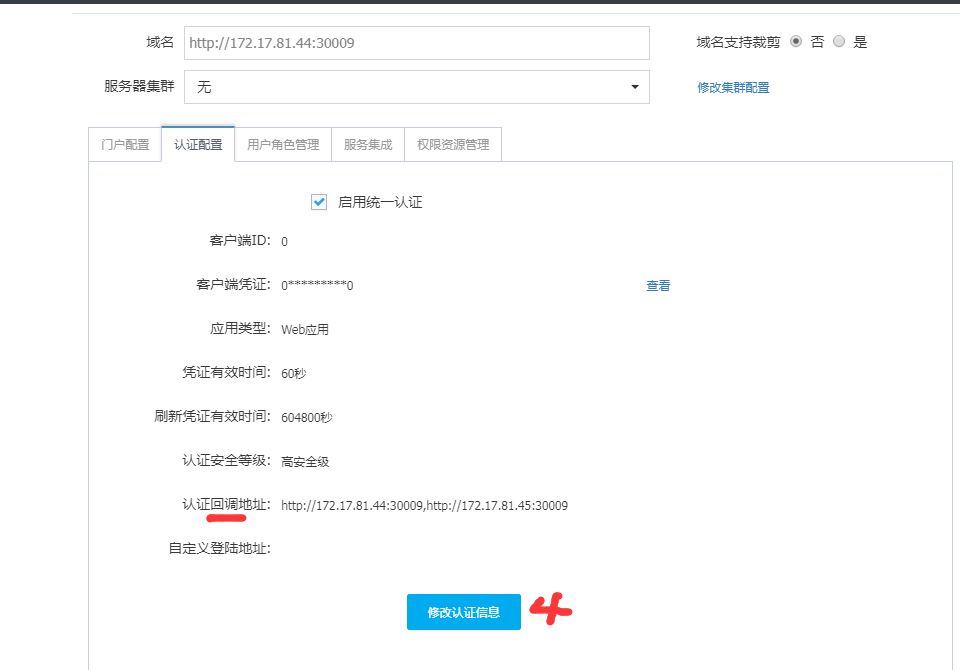 域名 http://172.17.81.44:30009 域名支持裁剪 否 是
服务器集群 无 修改集群配置
门户配置 认证配置 用户角色管理 服务集成 权限资源管理
启用统一认证
客户端ID: 0
客户端凭证: 0*********0 查看
应用类型: Web应用
凭证有效时间: 60秒
刷新凭证有效时间: 604800秒
认证安全等级: 高安全级
认证回调地址: http://172.17.81.44:30009,http://172.17.81.45:30009
自定义登陆地址:
修改认证信息 4